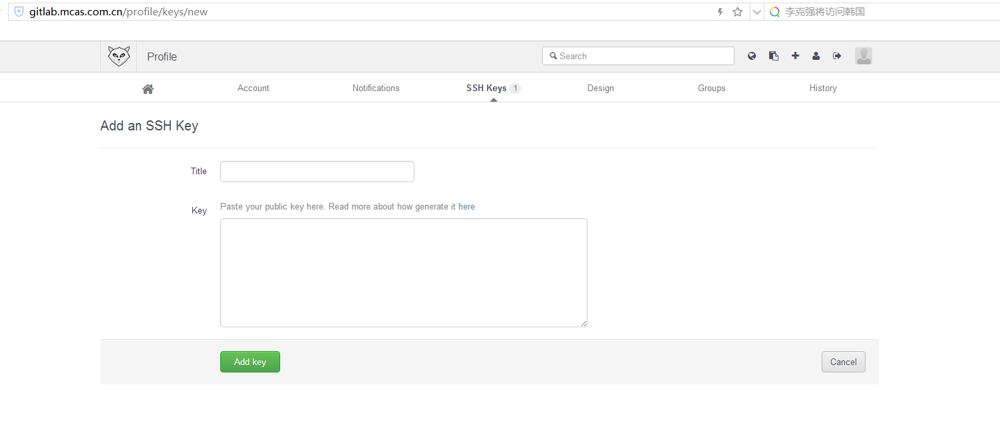 gitlab.mcas.com.cn/profile/keys/new 李克强将访问韩国
Profile Search
Account Notifications SSH Keys 1 Design Groups History
Add an SSH Key
Title
Key Paste your public key here. Read more about how generate it here
Add key Cancel